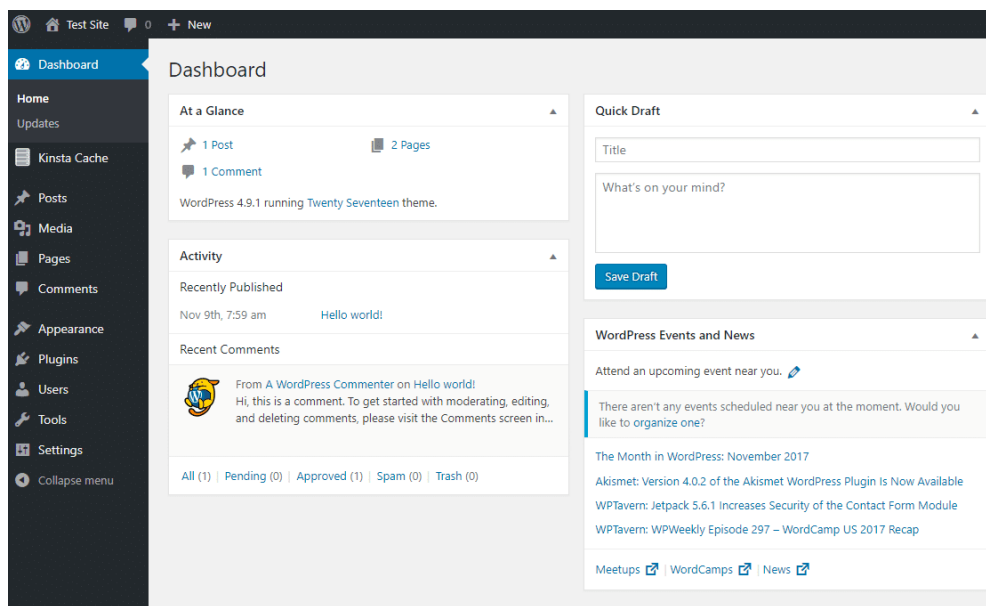 Test Site 0 + New
Dashboard
Home
Updates
Kinsta Cache
Posts
Media
Pages
Comments
Appearance
Plugins
Users
Tools
Settings
Collapse menu
Dashboard
At a Glance
1 Post 2 Pages
1 Comment
WordPress 4.9.1 running Twenty Seventeen theme.
Activity
Recently Published
Nov 9th, 7:59 am Hello world!
Recent Comments
From A WordPress Commenter on Hello world!
Hi, this is a comment. To get started with moderating, editing,
and deleting comments, please visit the Comments screen in...
All (1) | Pending (0) | Approved (1) | Spam (0) | Trash (0)
Quick Draft
Title
What's on your mind?
Save Draft
WordPress Events and News
Attend an upcoming event near you.
There aren't any events scheduled near you at the moment. Would you
like to organize one?
The Month in WordPress: November 2017
Akismet: Version 4.0.2 of the Akismet WordPress Plugin Is Now Available
WPTavern: Jetpack 5.6.1 Increases Security of the Contact Form Module
WPTavern: WPWeekly Episode 297 – WordCamp US 2017 Recap
Meetups | WordCamps | News